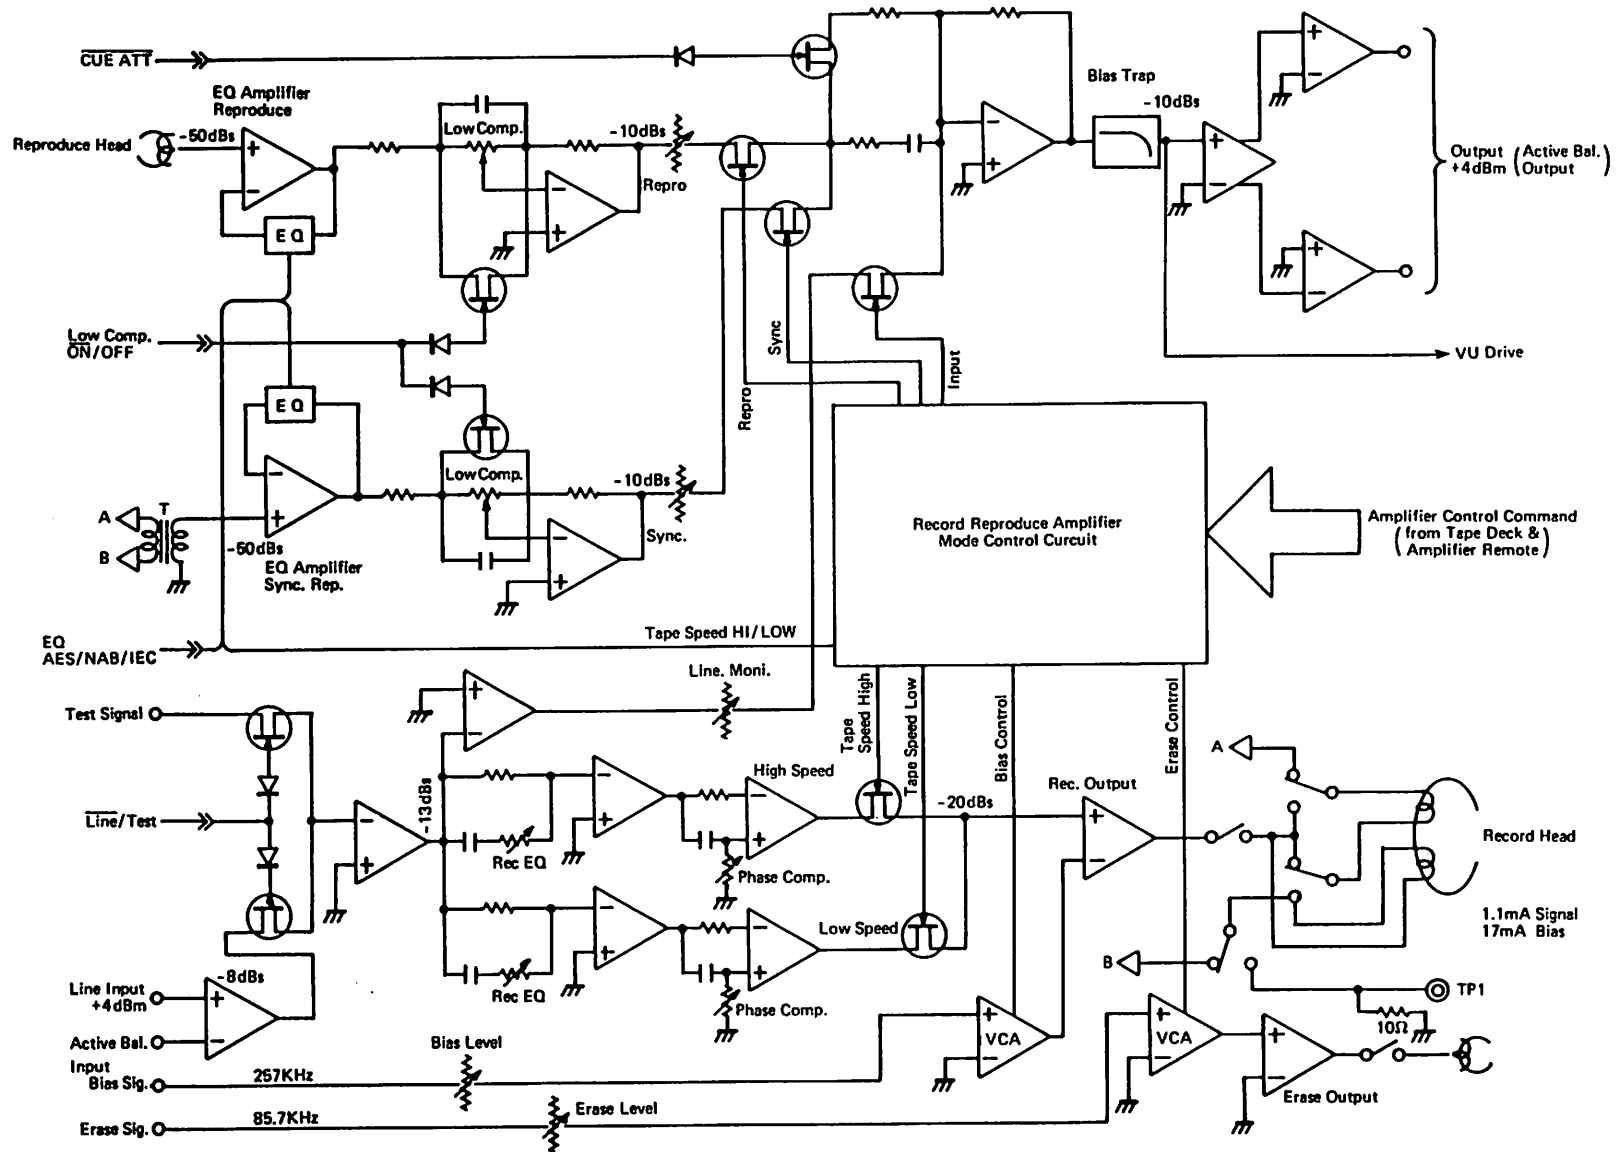 CUE ATT
EQ Amplifier
Reproduce
Reproduce Head
-50dBs
EQ
Low Comp.
-10dBs
Repro
Bias Trap
-10dBs
Output (Active Bal.
+4dBm Output)
VU Drive
Low Comp.
ON/OFF
EQ
A
B
T
-50dBs
EQ Amplifier
Sync. Rep.
Low Comp.
-10dBs
Sync.
Repro
Sync
Input
Record Reproduce Amplifier
Mode Control Curcuit
Amplifier Control Command
(from Tape Deck &
Amplifier Remote)
EQ
AES/NAB/IEC
Tape Speed HI/LOW
Line. Moni.
Test Signal
Line/Test
-13dBs
Rec EQ
High Speed
Phase Comp.
Tape
Speed High
Tape Speed Low
Bias Control
Erase Control
-20dBs
Rec. Output
A
Record Head
1.1mA Signal
17mA Bias
Rec EQ
Low Speed
Phase Comp.
B
TP1
10Ω
-8dBs
Line Input
+4dBm
Active Bal.
Input
Bias Sig.
257KHz
Bias Level
VCA
VCA
Erase Output
Erase Sig.
85.7KHz
Erase Level